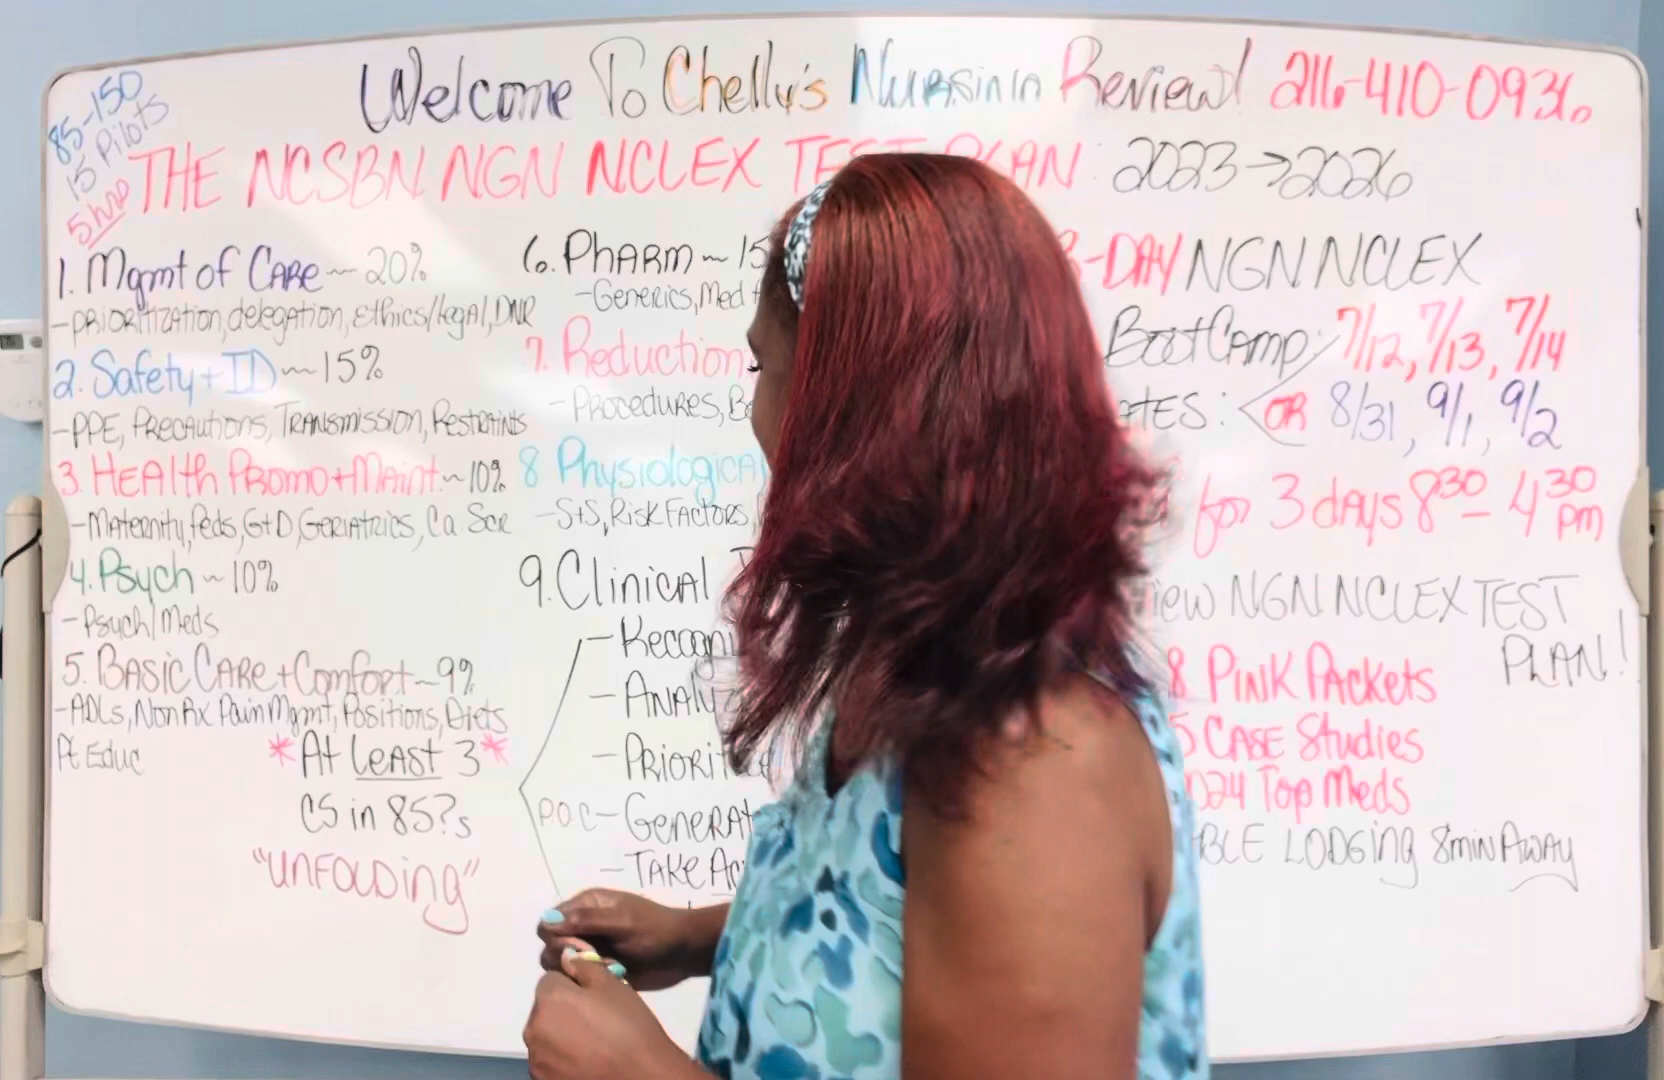 85-150
15 Pilots
5 hrs
Welcome To Chelly's Nursinin Review! 216-410-0936
THE NCSBN NGN NCLEX TEST PLAN: 2023→2026
1. Mgmt of CARE ~ 20%
- PRIORITIZATION, delegation, Ethics/legal, DNR
2. Safety + ID ~ 15%
- PPE, Precautions, TRANSMISSION, Restraints
3. HEALth Promo + Maint. ~ 10%
- Maternity, Peds, G+D, GERIATRICS, Ca Scr
4. Psych ~ 10%
- Psych/Meds
5. BASIC CARE + Comfort ~ 9%
- ADLs, Non Rx Pain Mgmt, Positions, Diets
Pt Educ
*At LEAST 3*
CS in 85?s
"UNFOLDing"
6. PHARM ~ 15
- Generics, Med
7. Reduction
- PROCEDURES,
8 Physiological
- S+S, RISK FACTORS,
9. Clinical
- Recogni
- ANALYZ
- PRIORIT
P.O.C - GENERAT
- TAKE Ac
-DAY NGN NCLEX
BootCamp: 7/12, 7/13, 7/14
ATES: < OR 8/31, 9/1, 9/2
for 3 days 8:30 - 4:30 pm
iew NGN NCLEX TEST
PLAN!
8 PINK PACKets
5 CASE Studies
24 Top Meds
BLE LODGing 8min AWAY